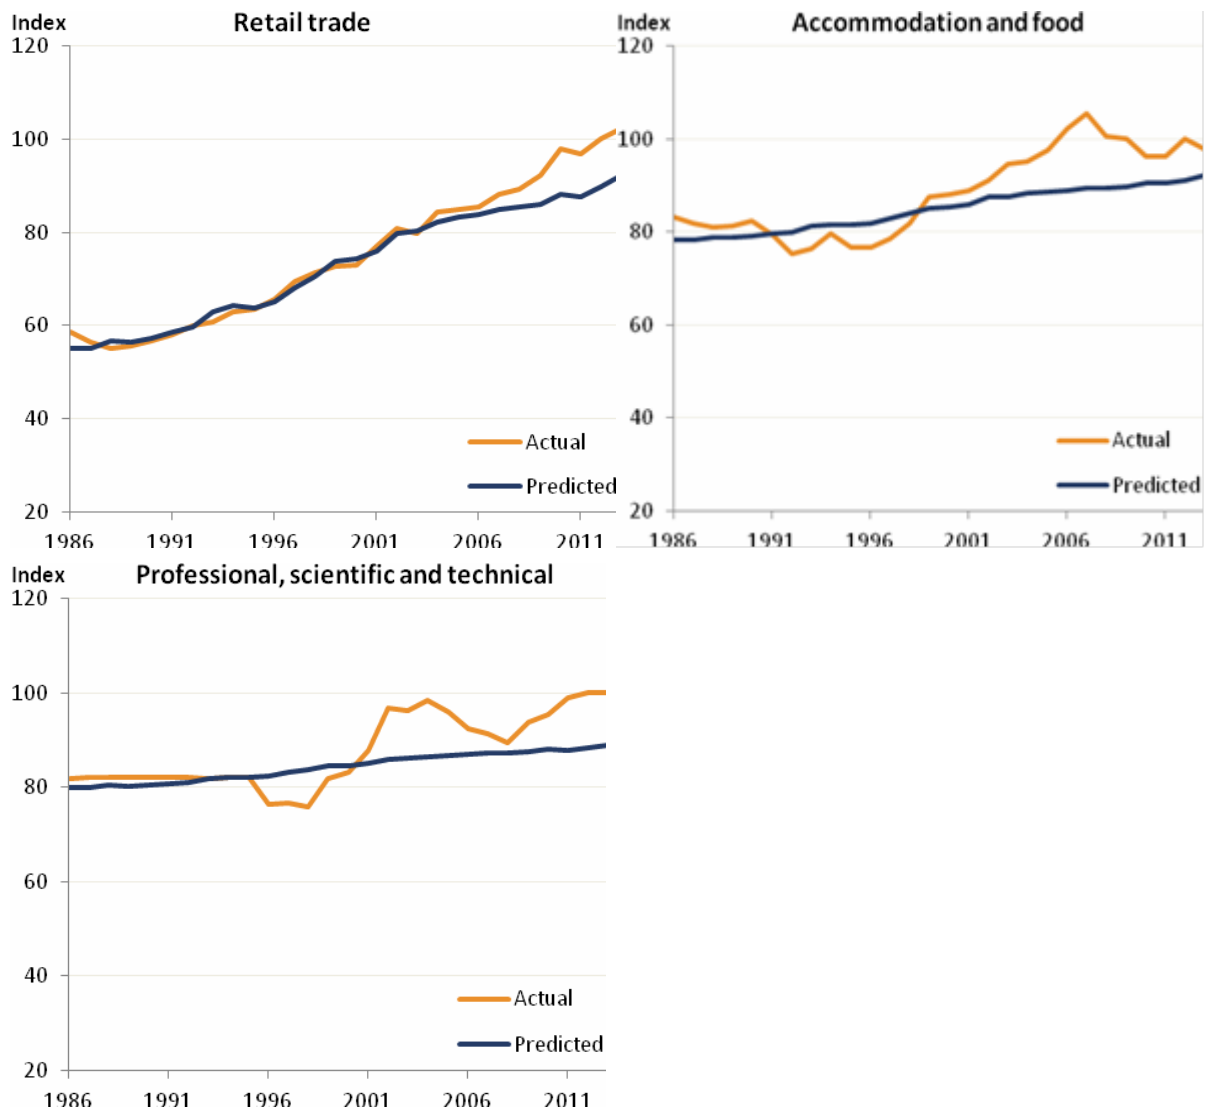 Index Retail trade
120
100
80
60
40
20
Actual
Predicted
1986 1991 1996 2001 2006 2011
Index Accommodation and food
120
100
80
60
40
20
Actual
Predicted
1986 1991 1996 2001 2006 2011
Index Professional, scientific and technical
120
100
80
60
40
20
Actual
Predicted
1986 1991 1996 2001 2006 2011